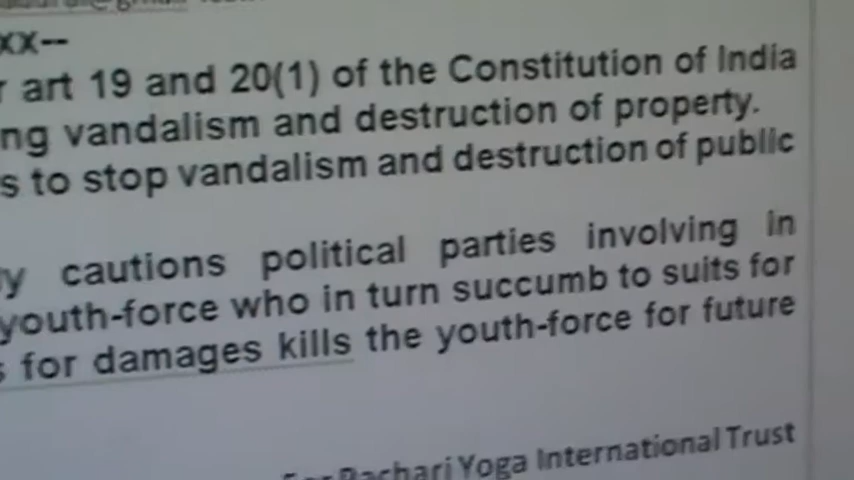 xx--
art 19 and 20(1) of the Constitution of India
ng vandalism and destruction of property.
s to stop vandalism and destruction of public
y cautions political parties involving in
youth-force who in turn succumb to suits for
s for damages kills the youth-force for future
Yoga International Trust